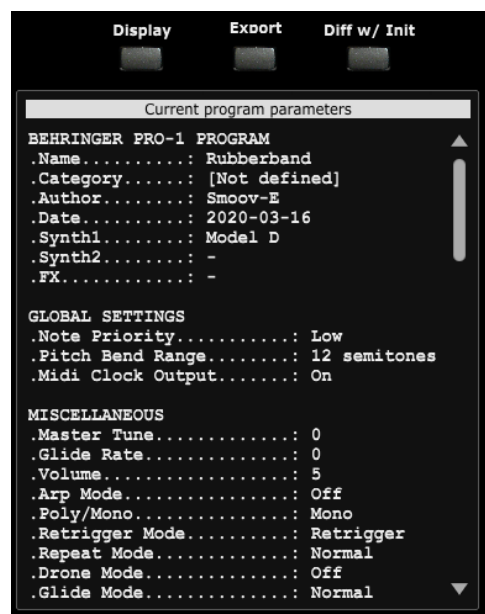 Display Export Diff w/ Init
Current program parameters
BEHRINGER PRO-1 PROGRAM
.Name..........: Rubberband
.Category......: [Not defined]
.Author........: Smoov-E
.Date..........: 2020-03-16
.Synth1........: Model D
.Synth2........: -
.FX............: -
GLOBAL SETTINGS
.Note Priority...........: Low
.Pitch Bend Range........: 12 semitones
.Midi Clock Output.......: On
MISCELLANEOUS
.Master Tune.............: 0
.Glide Rate..............: 0
.Volume..................: 5
.Arp Mode................: Off
.Poly/Mono...............: Mono
.Retrigger Mode..........: Retrigger
.Repeat Mode.............: Normal
.Drone Mode..............: Off
.Glide Mode..............: Normal